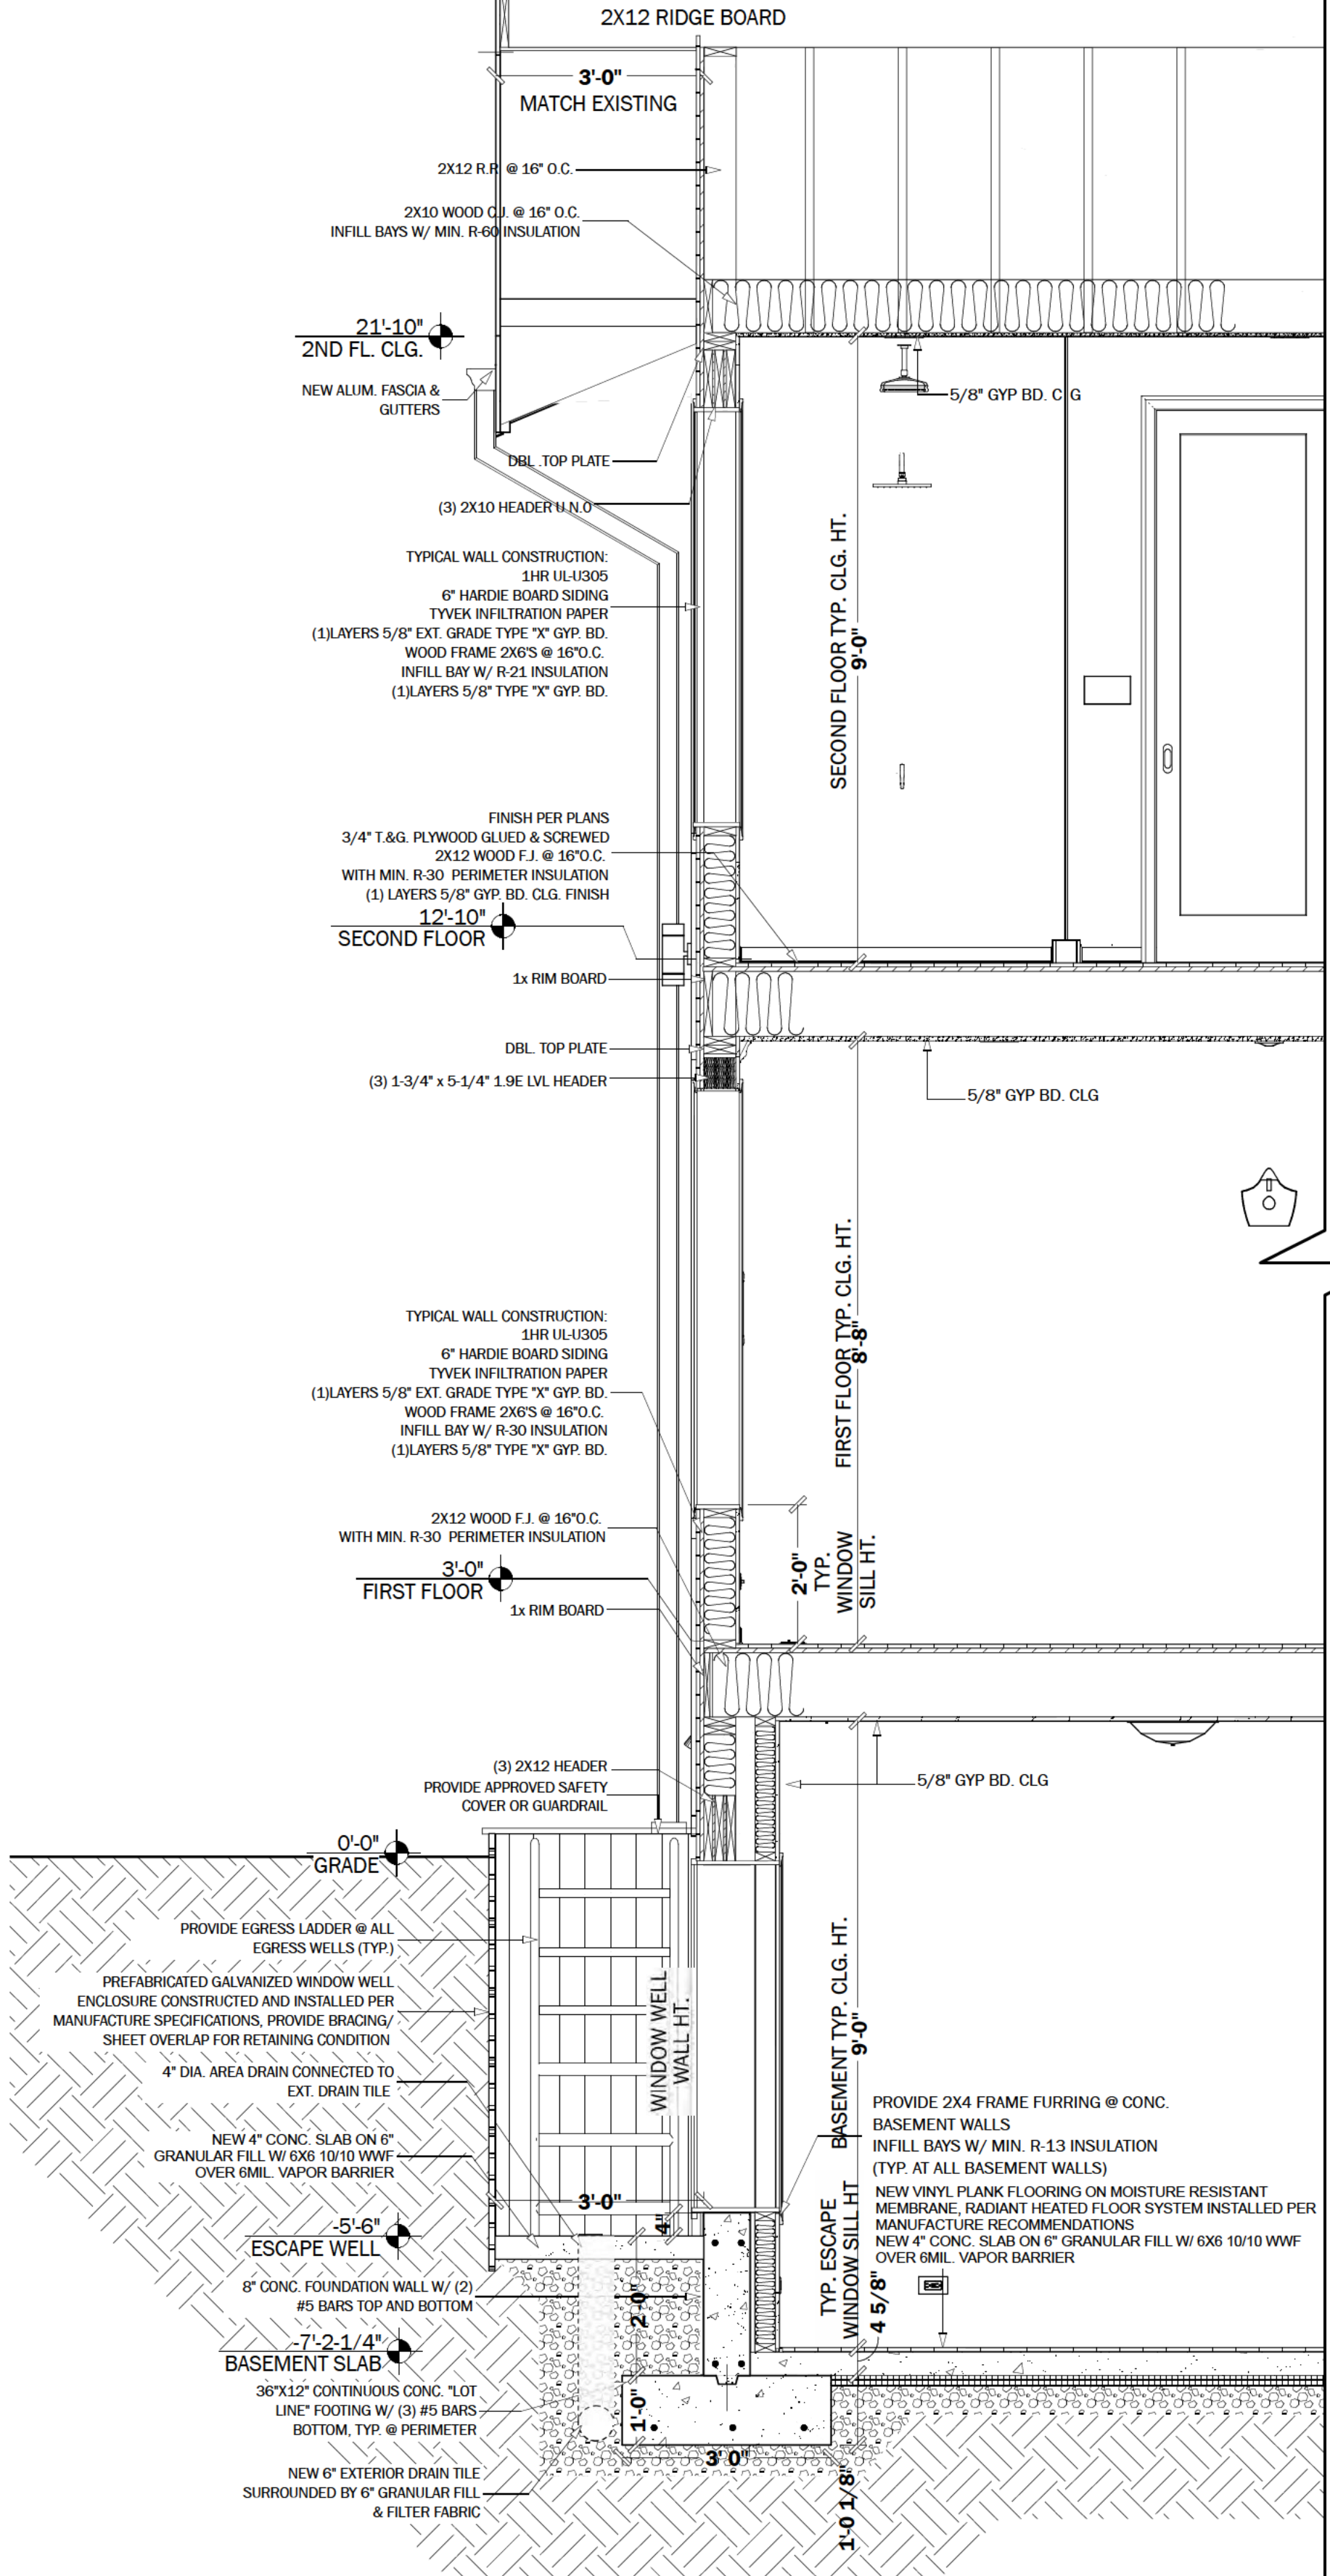 2X12 RIDGE BOARD
3'-0"
MATCH EXISTING
2X12 R.R. @ 16" O.C.
2X10 WOOD C.J. @ 16" O.C.
INFILL BAYS W/ MIN. R-60 INSULATION
21'-10"
2ND FL. CLG.
NEW ALUM. FASCIA &
GUTTERS
5/8" GYP BD. C G
DBL .TOP PLATE
(3) 2X10 HEADER U.N.O
TYPICAL WALL CONSTRUCTION:
1HR UL-U305
6" HARDIE BOARD SIDING
TYVEK INFILTRATION PAPER
(1)LAYERS 5/8" EXT. GRADE TYPE "X" GYP. BD.
WOOD FRAME 2X6'S @ 16"O.C.
INFILL BAY W/ R-21 INSULATION
(1)LAYERS 5/8" TYPE "X" GYP. BD.
SECOND FLOOR TYP. CLG. HT.
9'-0"
FINISH PER PLANS
3/4" T.&G. PLYWOOD GLUED & SCREWED
2X12 WOOD F.J. @ 16"O.C.
WITH MIN. R-30 PERIMETER INSULATION
(1) LAYERS 5/8" GYP. BD. CLG. FINISH
12'-10"
SECOND FLOOR
1x RIM BOARD
DBL. TOP PLATE
(3) 1-3/4" x 5-1/4" 1.9E LVL HEADER
5/8" GYP BD. CLG
FIRST FLOOR TYP. CLG. HT.
8'-8"
TYPICAL WALL CONSTRUCTION:
1HR UL-U305
6" HARDIE BOARD SIDING
TYVEK INFILTRATION PAPER
(1)LAYERS 5/8" EXT. GRADE TYPE "X" GYP. BD.
WOOD FRAME 2X6'S @ 16"O.C.
INFILL BAY W/ R-30 INSULATION
(1)LAYERS 5/8" TYPE "X" GYP. BD.
2X12 WOOD F.J. @ 16"O.C.
WITH MIN. R-30 PERIMETER INSULATION
2'-0"
TYP.
WINDOW
SILL HT.
3'-0"
FIRST FLOOR
1x RIM BOARD
(3) 2X12 HEADER
PROVIDE APPROVED SAFETY
COVER OR GUARDRAIL
5/8" GYP BD. CLG
0'-0"
GRADE
PROVIDE EGRESS LADDER @ ALL
EGRESS WELLS (TYP.)
PREFABRICATED GALVANIZED WINDOW WELL
ENCLOSURE CONSTRUCTED AND INSTALLED PER
MANUFACTURE SPECIFICATIONS, PROVIDE BRACING/
SHEET OVERLAP FOR RETAINING CONDITION
WINDOW WELL
WALL HT.
BASEMENT TYP. CLG. HT.
9'-0"
4" DIA. AREA DRAIN CONNECTED TO
EXT. DRAIN TILE
NEW 4" CONC. SLAB ON 6"
GRANULAR FILL W/ 6X6 10/10 WWF
OVER 6MIL. VAPOR BARRIER
PROVIDE 2X4 FRAME FURRING @ CONC.
BASEMENT WALLS
INFILL BAYS W/ MIN. R-13 INSULATION
(TYP. AT ALL BASEMENT WALLS)
NEW VINYL PLANK FLOORING ON MOISTURE RESISTANT
MEMBRANE, RADIANT HEATED FLOOR SYSTEM INSTALLED PER
MANUFACTURE RECOMMENDATIONS
NEW 4" CONC. SLAB ON 6" GRANULAR FILL W/ 6X6 10/10 WWF
OVER 6MIL. VAPOR BARRIER
3'-0"
4"
-5'-6"
ESCAPE WELL
TYP. ESCAPE
WINDOW SILL HT
4 5/8"
8" CONC. FOUNDATION WALL W/ (2)
#5 BARS TOP AND BOTTOM
2'-0"
-7'-2-1/4"
BASEMENT SLAB
36"X12" CONTINUOUS CONC. "LOT
LINE" FOOTING W/ (3) #5 BARS
BOTTOM, TYP. @ PERIMETER
1'-0"
3' 0"
1'-0 1/8"
NEW 6" EXTERIOR DRAIN TILE
SURROUNDED BY 6" GRANULAR FILL
& FILTER FABRIC